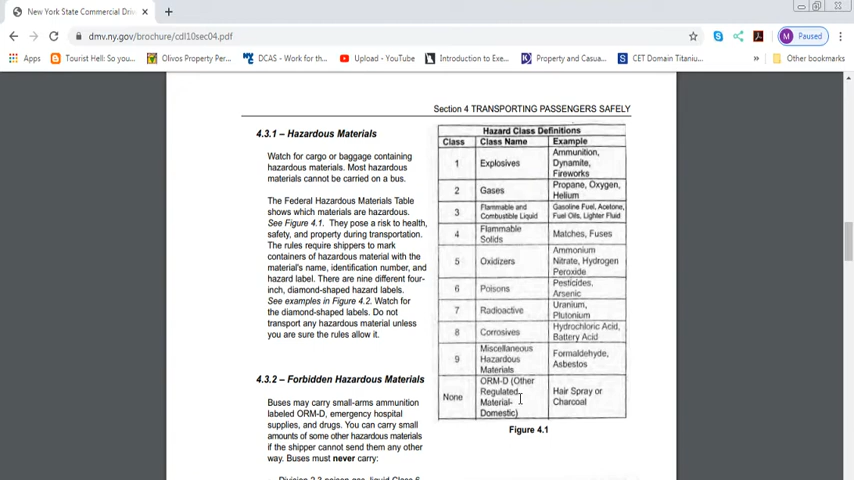 New York State Commercial Driv
dmv.ny.gov/brochure/cdl10sec04.pdf
M
Paused
Apps
Tourist Hell: So you...
Olivos Property Per...
DCAS - Work for th...
Upload - YouTube
Introduction to Exe...
Property and Casua...
CET Domain Titaniu...
»
Other bookmarks
Section 4 TRANSPORTING PASSENGERS SAFELY
4.3.1 – Hazardous Materials
Watch for cargo or baggage containing
hazardous materials. Most hazardous
materials cannot be carried on a bus.
The Federal Hazardous Materials Table
shows which materials are hazardous.
See Figure 4.1. They pose a risk to health,
safety, and property during transportation.
The rules require shippers to mark
containers of hazardous material with the
material's name, identification number, and
hazard label. There are nine different four-
inch, diamond-shaped hazard labels.
See examples in Figure 4.2. Watch for
the diamond-shaped labels. Do not
transport any hazardous material unless
you are sure the rules allow it.
4.3.2 – Forbidden Hazardous Materials
Buses may carry small-arms ammunition
labeled ORM-D, emergency hospital
supplies, and drugs. You can carry small
amounts of some other hazardous materials
if the shipper cannot send them any other
way. Buses must never carry:
Division 2.3 poison gas, liquid Class 6
Hazard Class Definitions
Class Class Name Example
1 Explosives Ammunition,
Dynamite,
Fireworks
2 Gases Propane, Oxygen,
Helium
3 Flammable and
Combustible Liquid Gasoline Fuel, Acetone,
Fuel Oils, Lighter Fluid
4 Flammable
Solids Matches, Fuses
5 Oxidizers Ammonium
Nitrate, Hydrogen
Peroxide
6 Poisons Pesticides,
Arsenic
7 Radioactive Uranium,
Plutonium
8 Corrosives Hydrochloric Acid,
Battery Acid
9 Miscellaneous
Hazardous
Materials Formaldehyde,
Asbestos
None ORM-D (Other
Regulated
Material-
Domestic) Hair Spray or
Charcoal
Figure 4.1